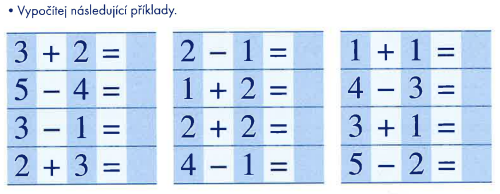 • Vypočítej následující příklady.
3 + 2 =
5 - 4 =
3 - 1 =
2 + 3 =
2 - 1 =
1 + 2 =
2 + 2 =
4 - 1 =
1 + 1 =
4 - 3 =
3 + 1 =
5 - 2 =